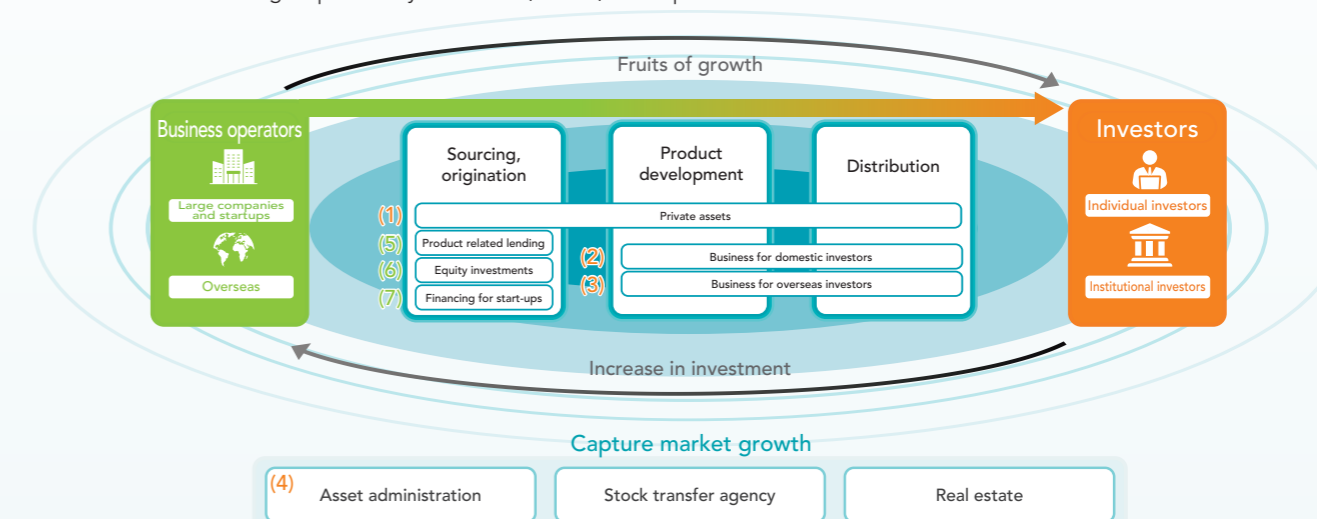 Fruits of growth
Business operators
Large companies
and startups
Overseas
Sourcing,
origination
Product
development
Distribution
Investors
Individual investors
Institutional investors
(1) Private assets
(5) Product related lending
(6) Equity investments
(7) Financing for start-ups
(2) Business for domestic investors
(3) Business for overseas investors
Increase in investment
Capture market growth
(4) Asset administration
Stock transfer agency
Real estate